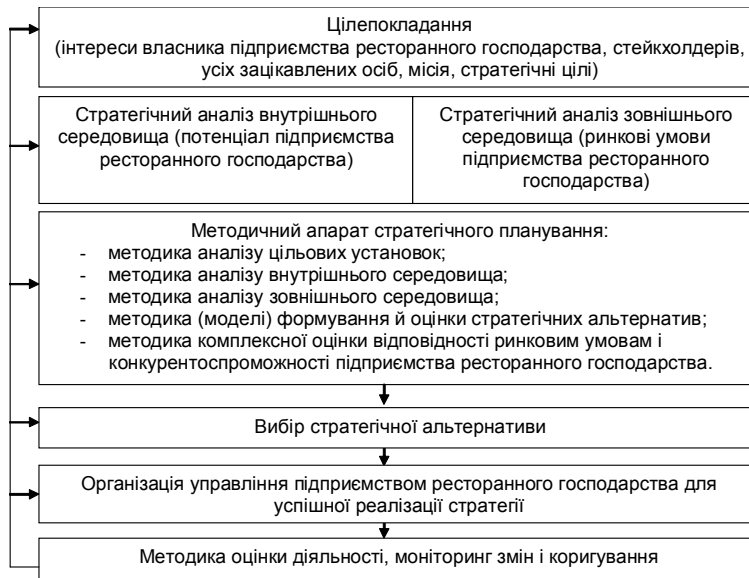 Цілепокладання
(інтереси власника підприємства ресторанного господарства, стейкхолдерів,
усіх зацікавлених осіб, місія, стратегічні цілі)
Стратегічний аналіз внутрішнього
середовища (потенціал підприємства
ресторанного господарства)
Стратегічний аналіз зовнішнього
середовища (ринкові умови
підприємства ресторанного
господарства)
Методичний апарат стратегічного планування:
- методика аналізу цільових установок;
- методика аналізу внутрішнього середовища;
- методика аналізу зовнішнього середовища;
- методика (моделі) формування й оцінки стратегічних альтернатив;
- методика комплексної оцінки відповідності ринковим умовам і
конкурентоспроможності підприємства ресторанного господарства.
Вибір стратегічної альтернативи
Організація управління підприємством ресторанного господарства для
успішної реалізації стратегії
Методика оцінки діяльності, моніторинг змін і коригування